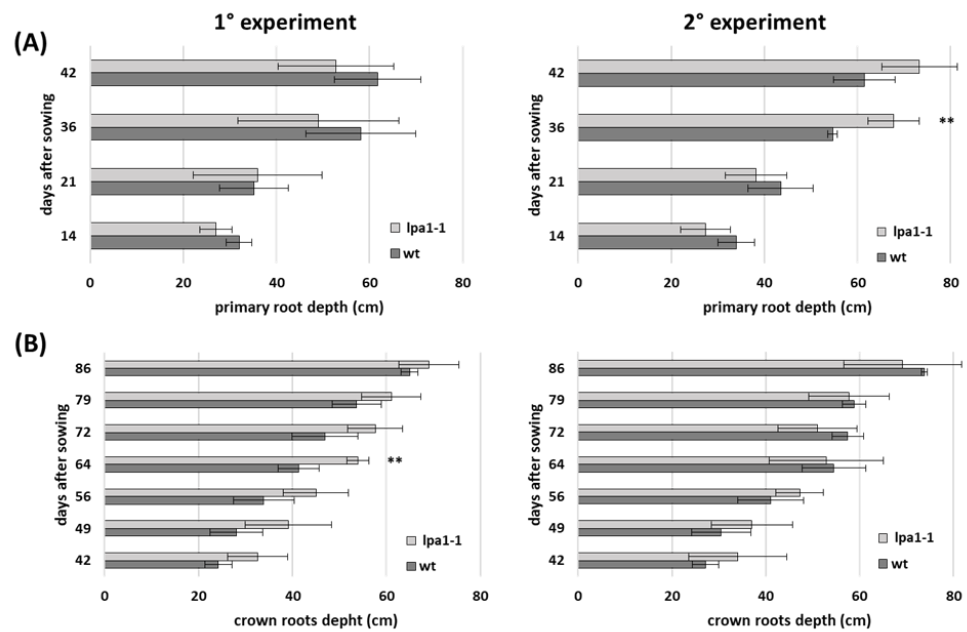 1° experiment
2° experiment
(A)
days after sowing
42
36
21
14
lpa1-1
wt
0 20 40 60 80
primary root depth (cm)
days after sowing
42
36
**
21
14
lpa1-1
wt
0 20 40 60 80
primary root depth (cm)
(B)
days after sowing
86
79
72
64
**
56
49
42
lpa1-1
wt
0 20 40 60 80
crown roots depht (cm)
days after sowing
86
79
72
64
56
49
42
lpa1-1
wt
0 20 40 60 80
crown roots depth (cm)